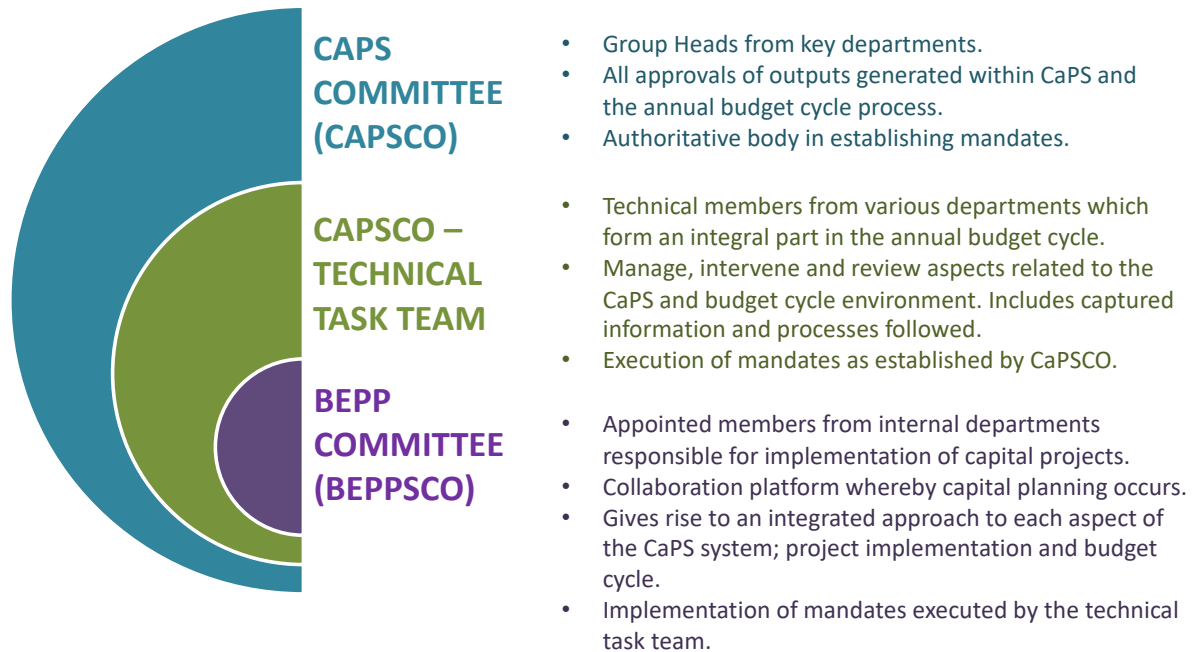 CAPS
COMMITTEE
(CAPSCO)
• Group Heads from key departments.
• All approvals of outputs generated within CaPS and
the annual budget cycle process.
• Authoritative body in establishing mandates.
CAPSCO –
TECHNICAL
TASK TEAM
• Technical members from various departments which
form an integral part in the annual budget cycle.
• Manage, intervene and review aspects related to the
CaPS and budget cycle environment. Includes captured
information and processes followed.
• Execution of mandates as established by CaPSCO.
BEPP
COMMITTEE
(BEPPSCO)
• Appointed members from internal departments
responsible for implementation of capital projects.
• Collaboration platform whereby capital planning occurs.
• Gives rise to an integrated approach to each aspect of
the CaPS system; project implementation and budget
cycle.
• Implementation of mandates executed by the technical
task team.